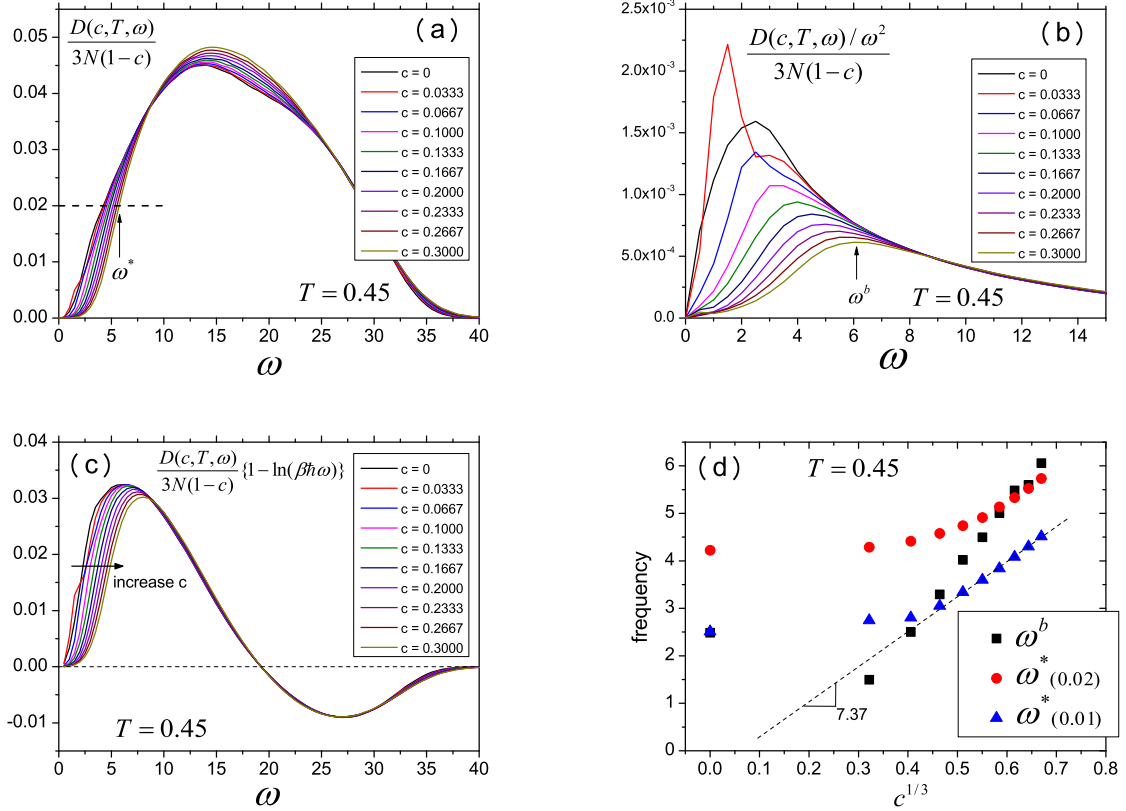 (a)
D(c,T,ω)
3N(1−c)
0.05
0.04
0.03
0.02
0.01
0.00
c = 0
c = 0.0333
c = 0.0667
c = 0.1000
c = 0.1333
c = 0.1667
c = 0.2000
c = 0.2333
c = 0.2667
c = 0.3000
ω*
T = 0.45
0 5 10 15 20 25 30 35 40
ω
(b)
D(c,T,ω)/ω²
3N(1−c)
2.5x10⁻³
2.0x10⁻³
1.5x10⁻³
1.0x10⁻³
5.0x10⁻⁴
0.0
c = 0
c = 0.0333
c = 0.0667
c = 0.1000
c = 0.1333
c = 0.1667
c = 0.2000
c = 0.2333
c = 0.2667
c = 0.3000
ωᵇ
T = 0.45
0 2 4 6 8 10 12 14
ω
(c)
D(c,T,ω)
3N(1−c)
{1−ln(βħω)}
0.04
0.03
0.02
0.01
0.00
-0.01
c = 0
c = 0.0333
c = 0.0667
c = 0.1000
c = 0.1333
c = 0.1667
c = 0.2000
c = 0.2333
c = 0.2667
c = 0.3000
increase c
T = 0.45
0 5 10 15 20 25 30 35 40
ω
(d)
T = 0.45
frequency
6
5
4
3
2
1
0
7.37
ωᵇ
ω*(0.02)
ω*(0.01)
0.0 0.1 0.2 0.3 0.4 0.5 0.6 0.7 0.8
c¹ᐟ³